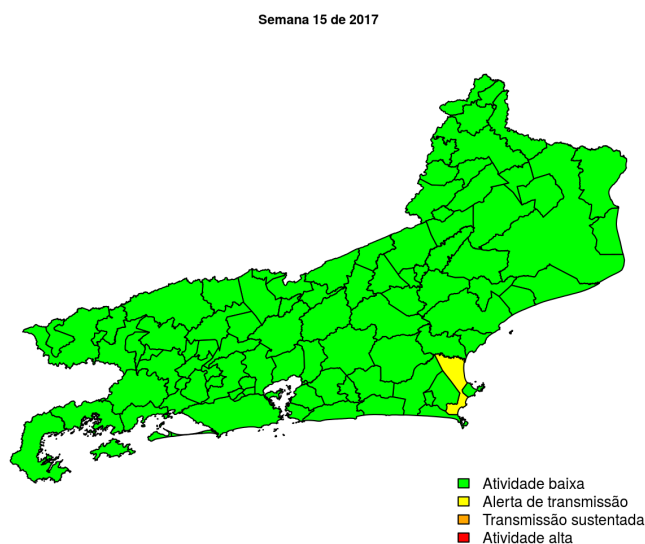 Semana 15 de 2017
Atividade baixa
Alerta de transmissão
Transmissão sustentada
Atividade alta